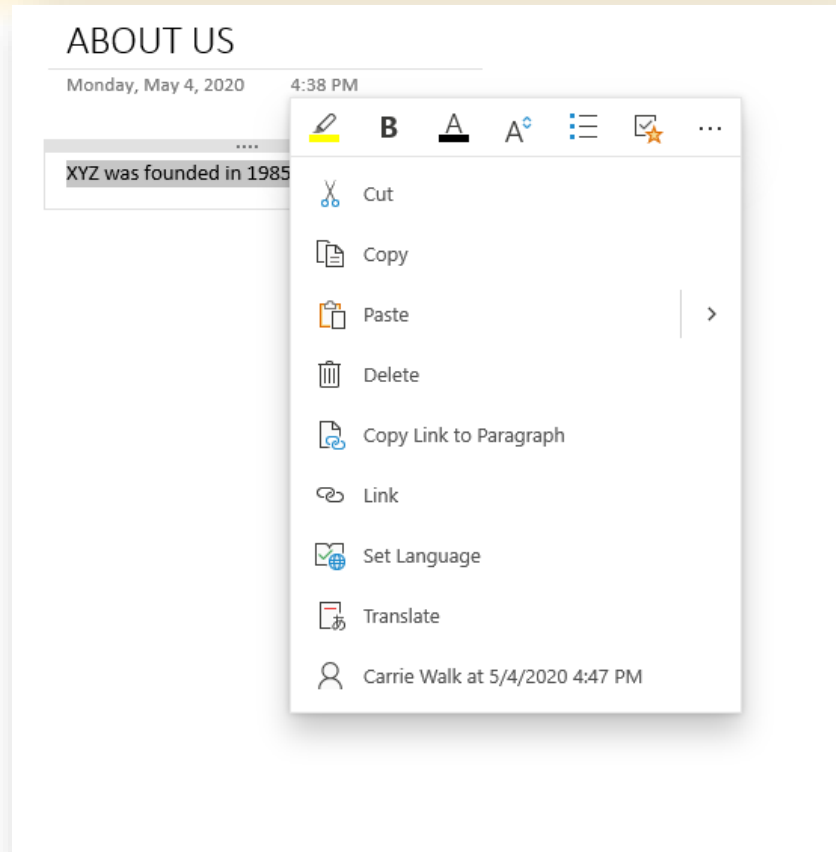 ABOUT US
Monday, May 4, 2020 4:38 PM
XYZ was founded in 1985
B A A
Cut
Copy
Paste
Delete
Copy Link to Paragraph
Link
Set Language
Translate
Carrie Walk at 5/4/2020 4:47 PM